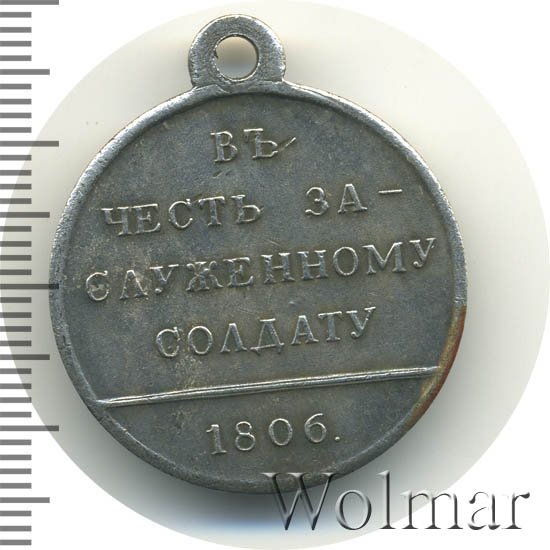 ВЪ
ЧЕСТЬ ЗА-
СЛУЖЕННОМУ
СОЛДАТУ
1806.
Wolmar